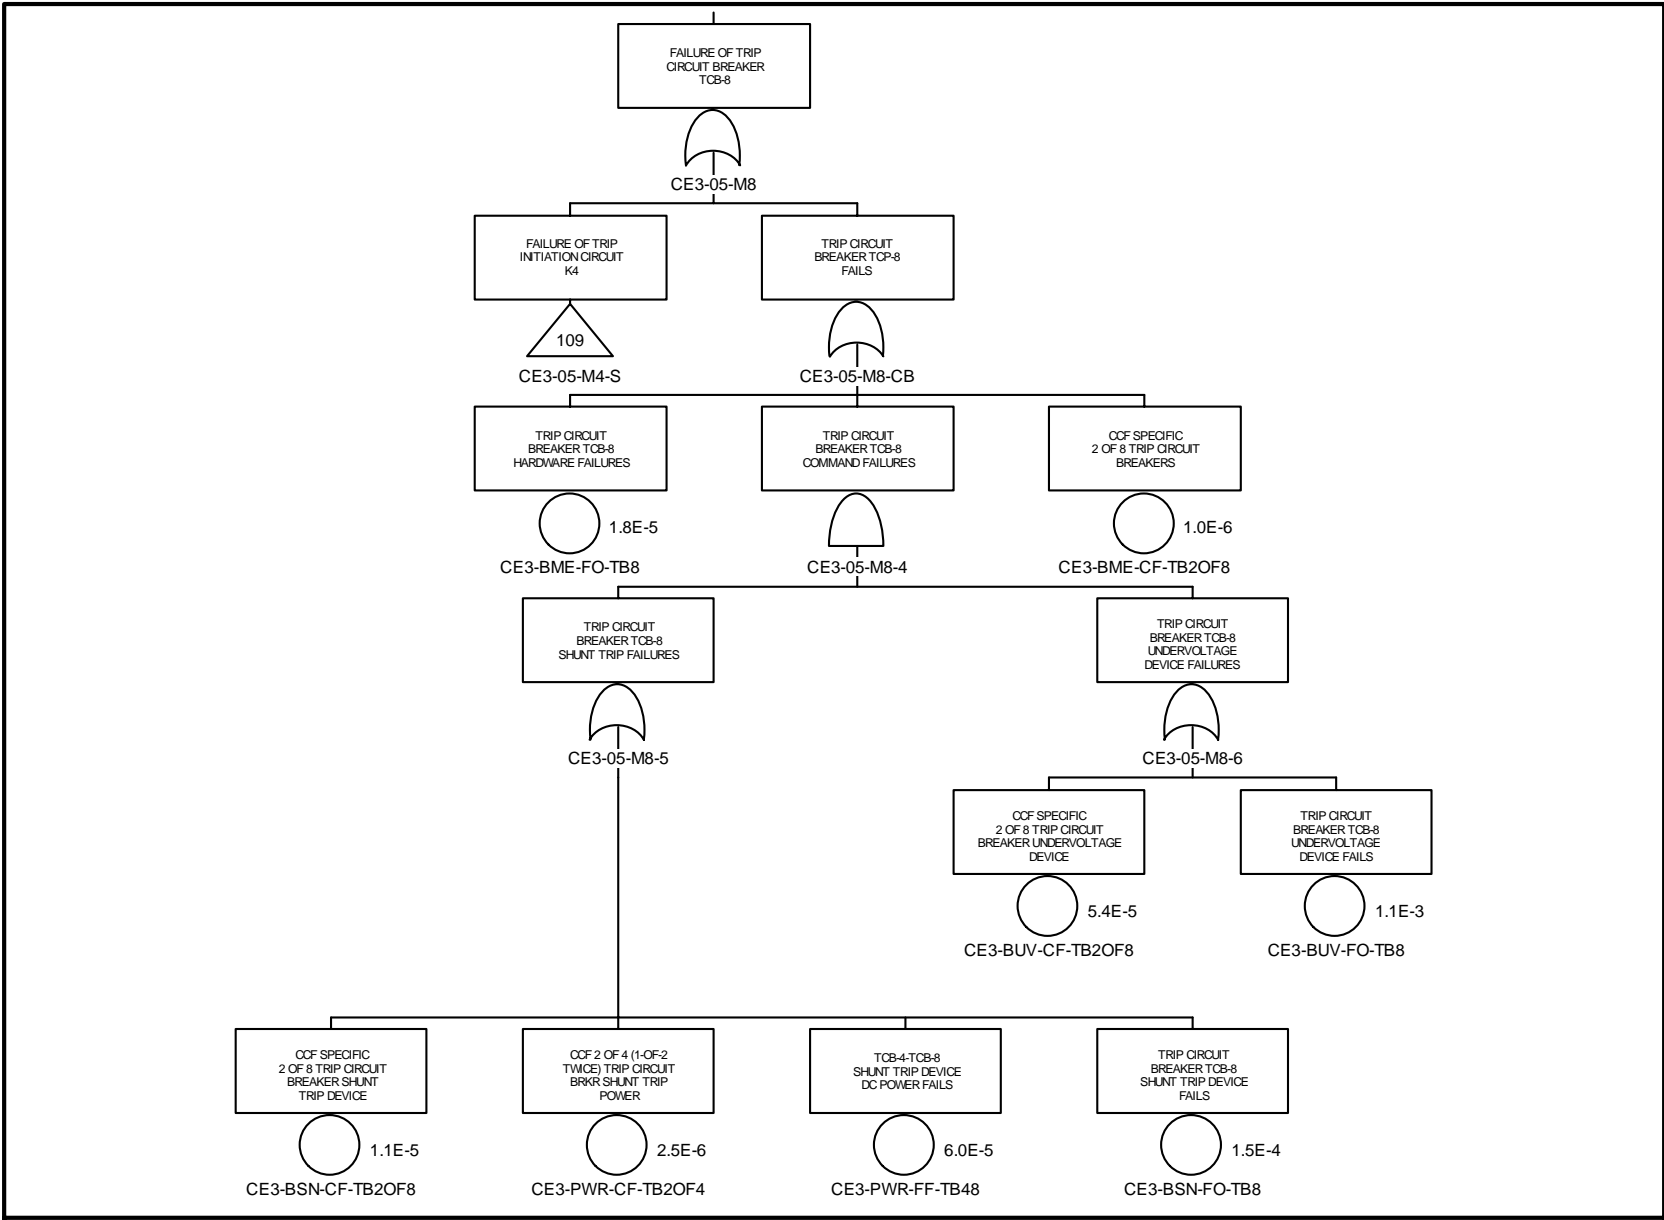 FAILURE OF TRIP
CIRCUIT BREAKER
TCB-8
CE3-05-M8
FAILURE OF TRIP
INITIATION CIRCUIT
K4
109
CE3-05-M4-S
TRIP CIRCUIT
BREAKER TCP-8
FAILS
CE3-05-M8-CB
TRIP CIRCUIT
BREAKER TCB-8
HARDWARE FAILURES
1.8E-5
CE3-BME-FO-TB8
TRIP CIRCUIT
BREAKER TCB-8
COMMAND FAILURES
CE3-05-M8-4
CCF SPECIFIC
2 OF 8 TRIP CIRCUIT
BREAKERS
1.0E-6
CE3-BME-CF-TB2OF8
TRIP CIRCUIT
BREAKER TCB-8
SHUNT TRIP FAILURES
CE3-05-M8-5
TRIP CIRCUIT
BREAKER TCB-8
UNDERVOLTAGE
DEVICE FAILURES
CE3-05-M8-6
CCF SPECIFIC
2 OF 8 TRIP CIRCUIT
BREAKER UNDERVOLTAGE
DEVICE
5.4E-5
CE3-BUV-CF-TB2OF8
TRIP CIRCUIT
BREAKER TCB-8
UNDERVOLTAGE
DEVICE FAILS
1.1E-3
CE3-BUV-FO-TB8
CCF SPECIFIC
2 OF 8 TRIP CIRCUIT
BREAKER SHUNT
TRIP DEVICE
1.1E-5
CE3-BSN-CF-TB2OF8
CCF 2 OF 4 (1-OF-2
TWICE) TRIP CIRCUIT
BRKR SHUNT TRIP
POWER
2.5E-6
CE3-PWR-CF-TB2OF4
TCB-4-TCB-8
SHUNT TRIP DEVICE
DC POWER FAILS
6.0E-5
CE3-PWR-FF-TB48
TRIP CIRCUIT
BREAKER TCB-8
SHUNT TRIP DEVICE
FAILS
1.5E-4
CE3-BSN-FO-TB8